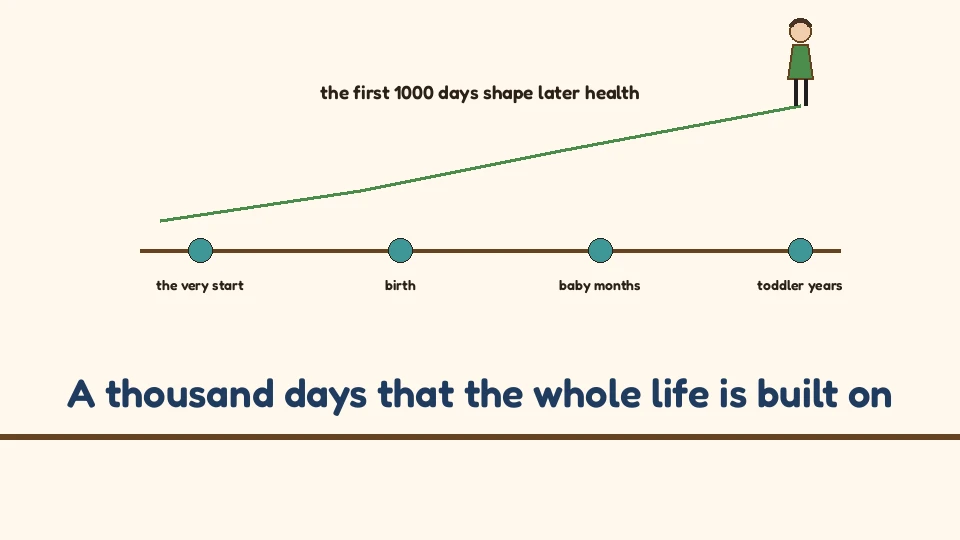 the first 1000 days shape later health
the very start
birth
baby months
toddler years
A thousand days that the whole life is built on